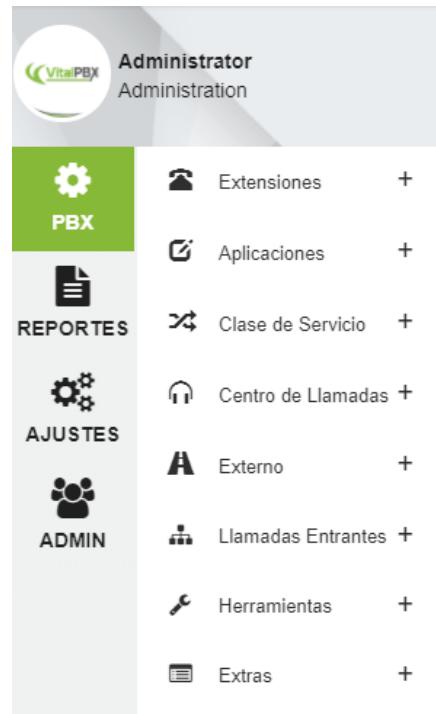 VitalPBX
Administrator
Administration
PBX
REPORTES
AJUSTES
ADMIN
Extensiones +
Aplicaciones +
Clase de Servicio +
Centro de Llamadas +
Externo +
Llamadas Entrantes +
Herramientas +
Extras +